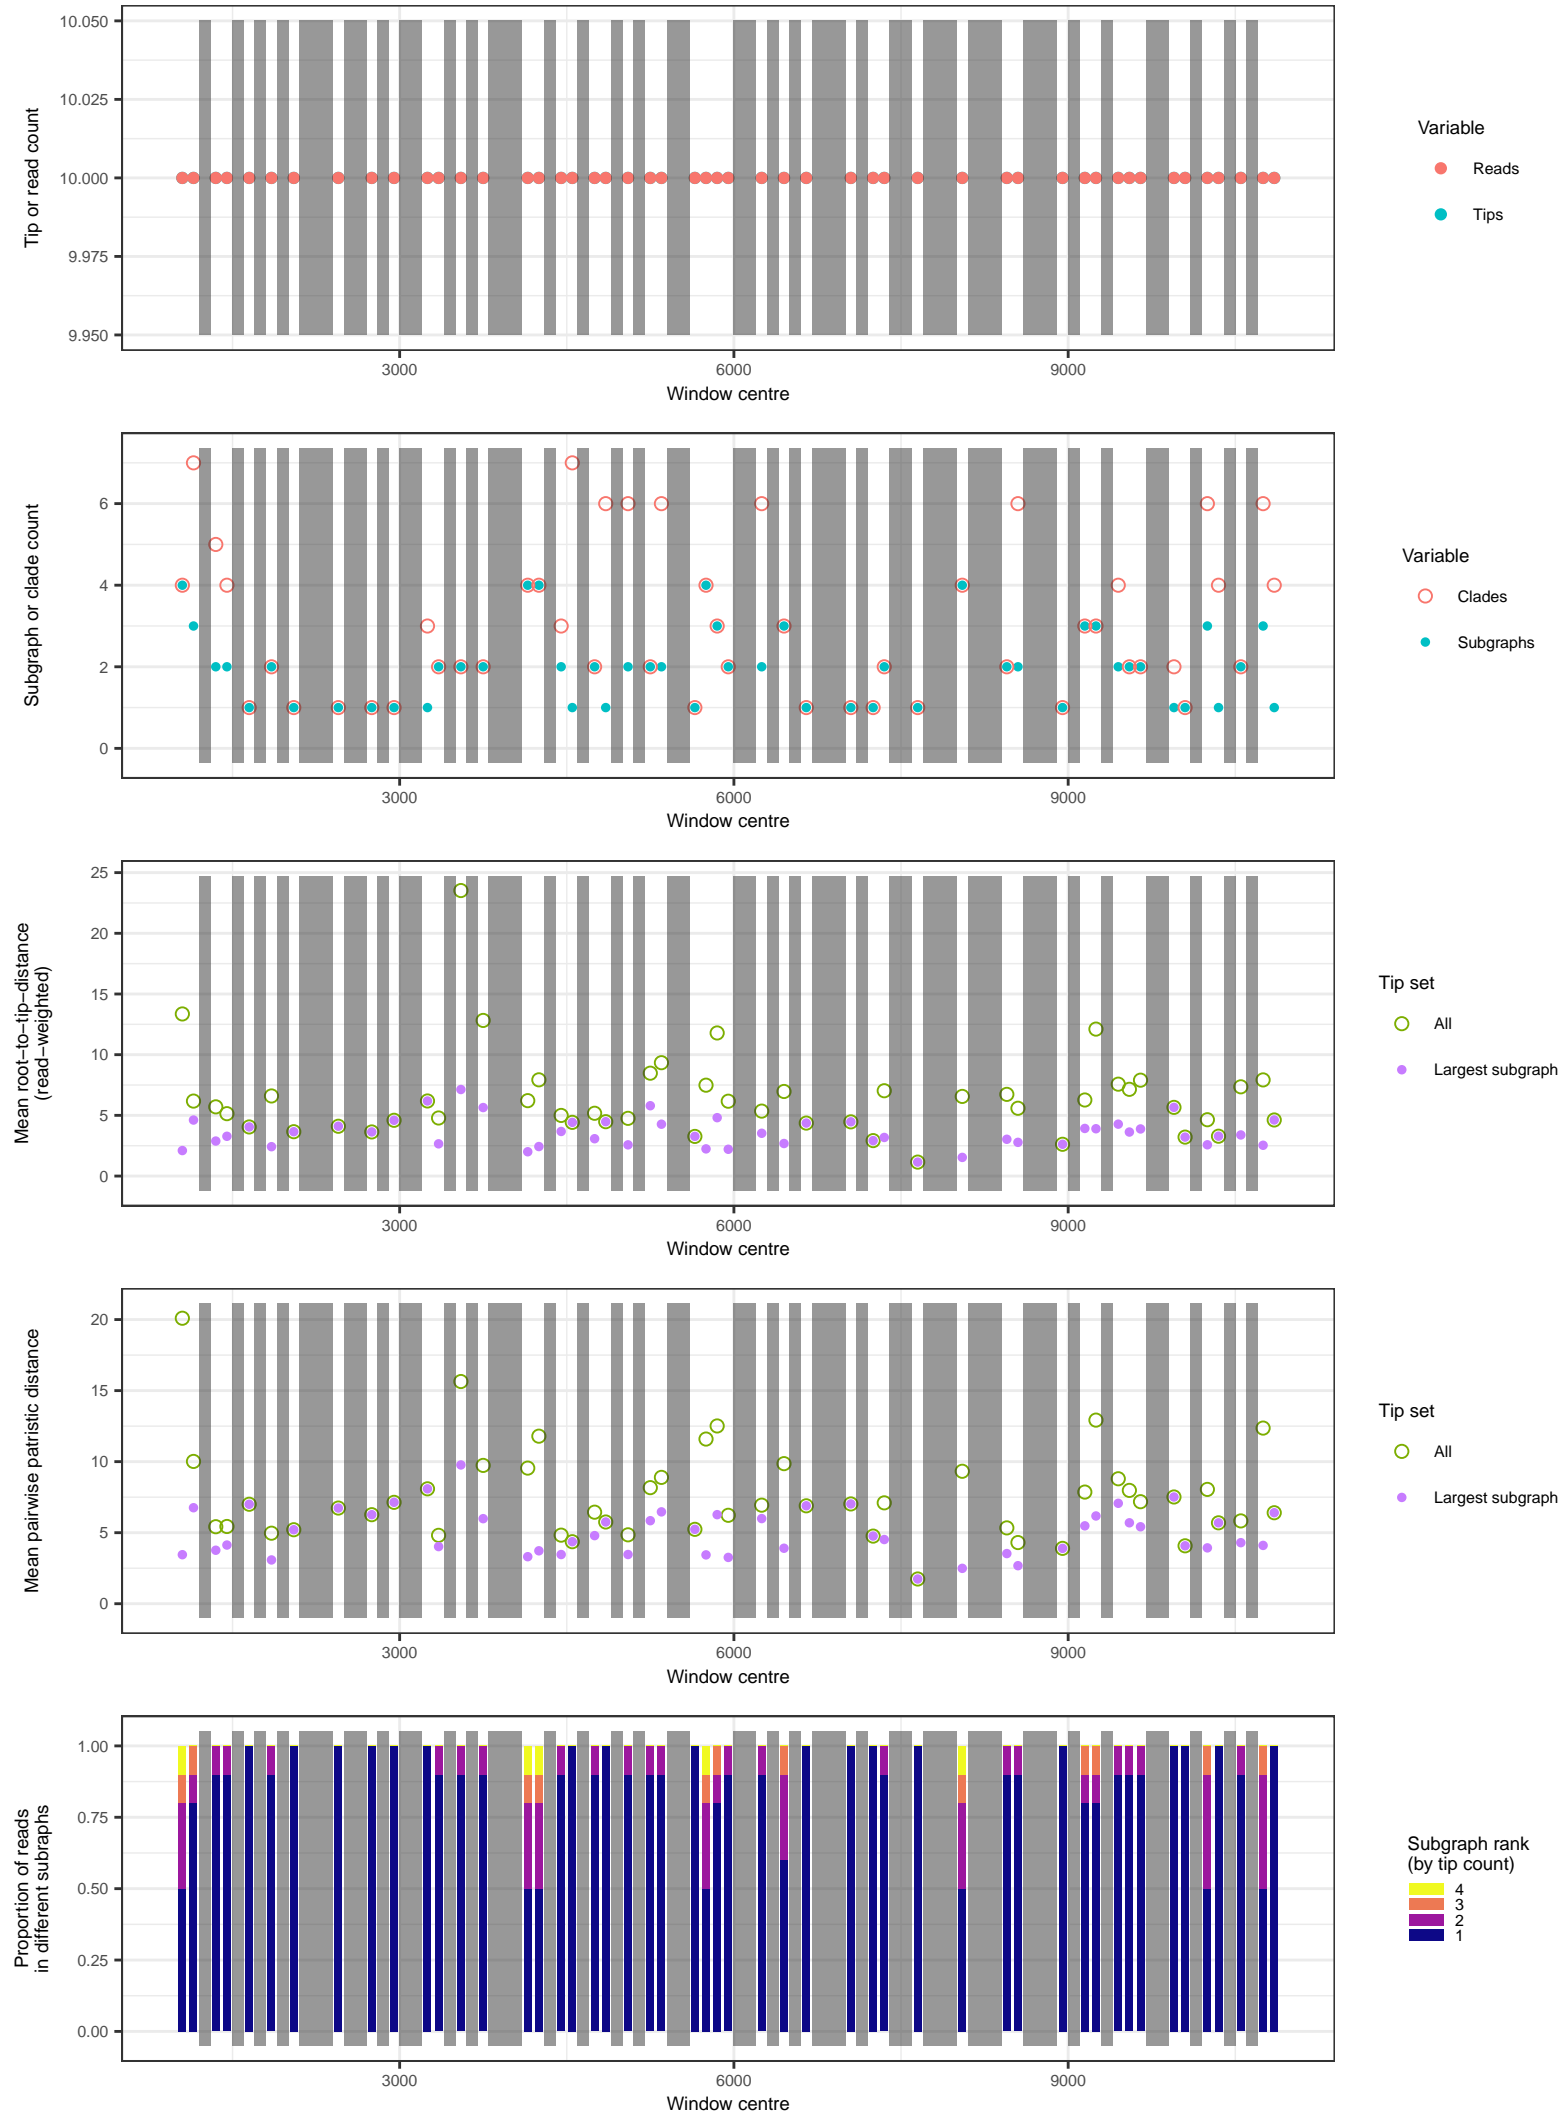 10.050
10.025
10.000
9.975
9.950
Tip or read count
3000
6000
9000
Window centre
Variable
Reads
Tips
6
4
2
0
Subgraph or clade count
3000
6000
9000
Window centre
Variable
Clades
Subgraphs
25
20
15
10
5
0
Mean root−to−tip−distance
(read−weighted)
3000
6000
9000
Window centre
Tip set
All
Largest subgraph
20
15
10
5
0
Mean pairwise patristic distance
3000
6000
9000
Window centre
Tip set
All
Largest subgraph
1.00
0.75
0.50
0.25
0.00
Proportion of reads
in different subraphs
3000
6000
9000
Window centre
Subgraph rank
(by tip count)
4
3
2
1